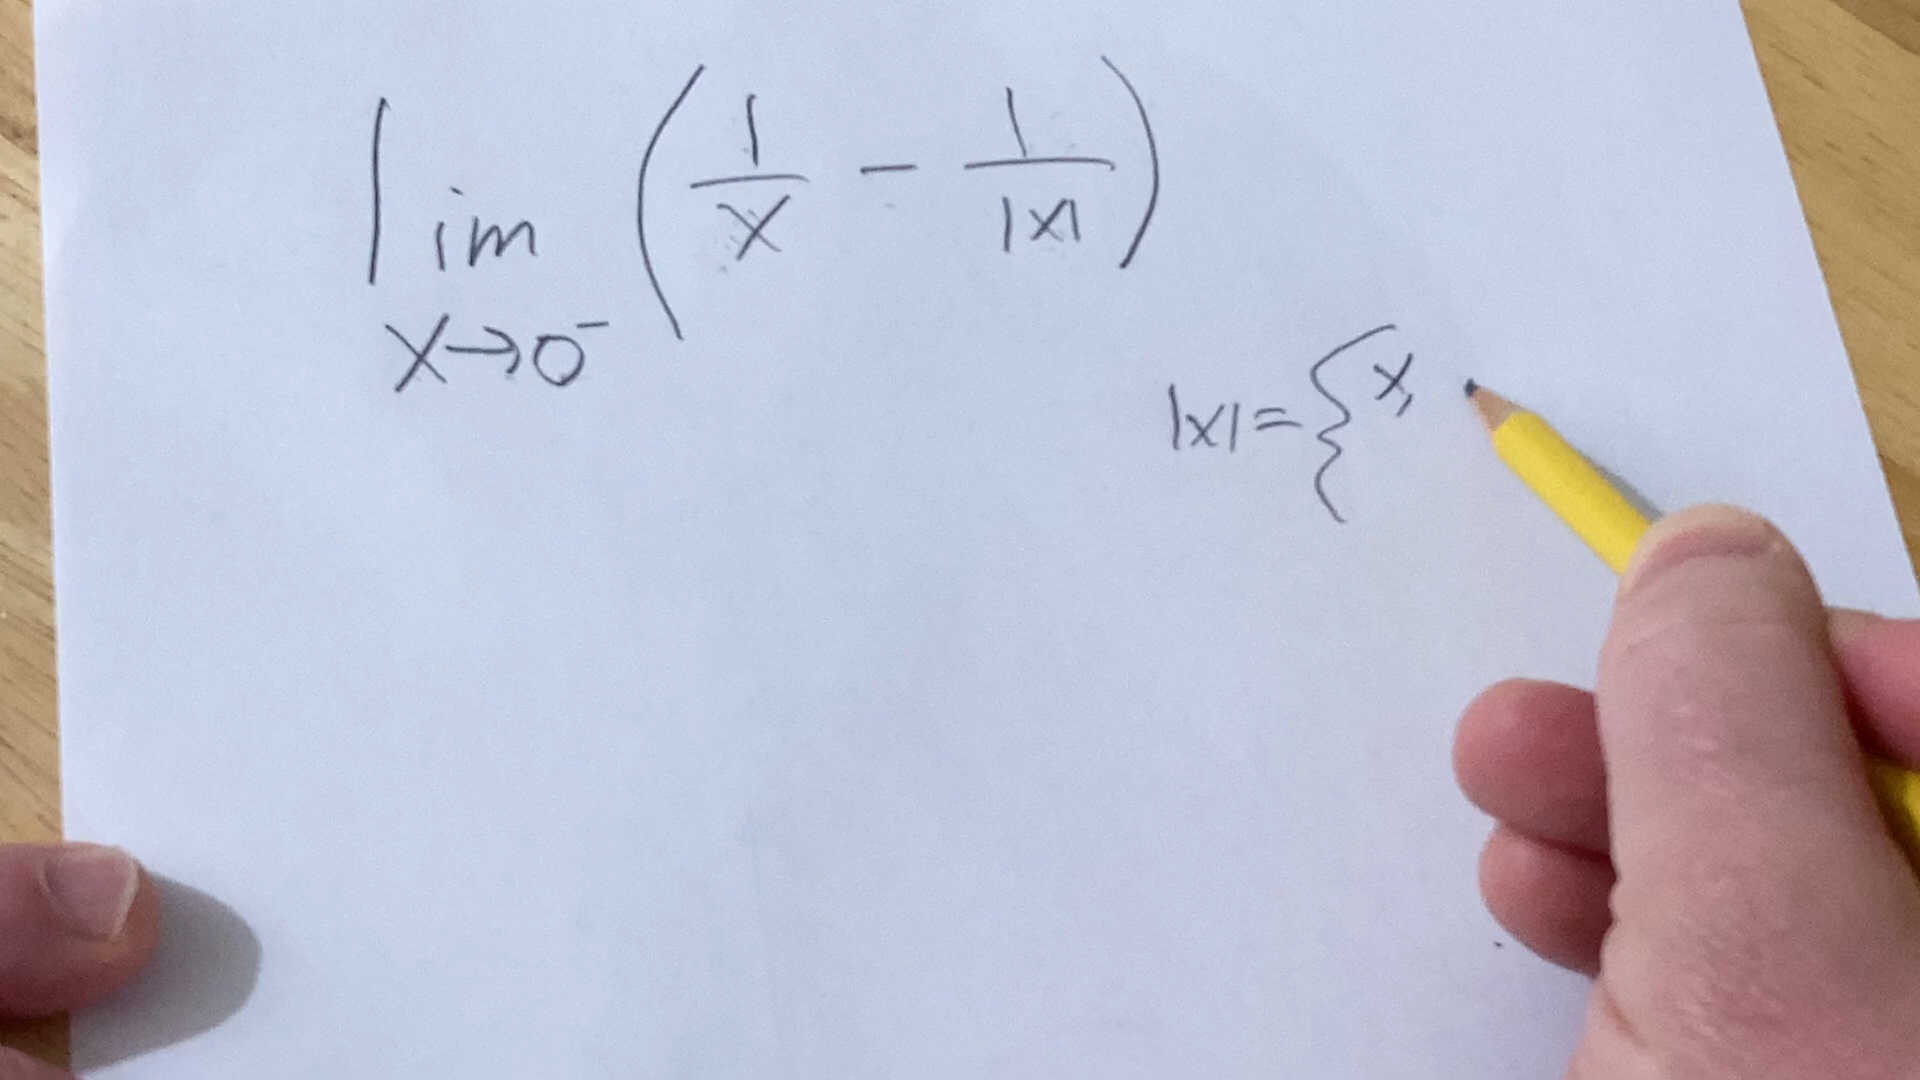 lim x→0⁻ (1/x - 1/|x|)
|x| = { x,